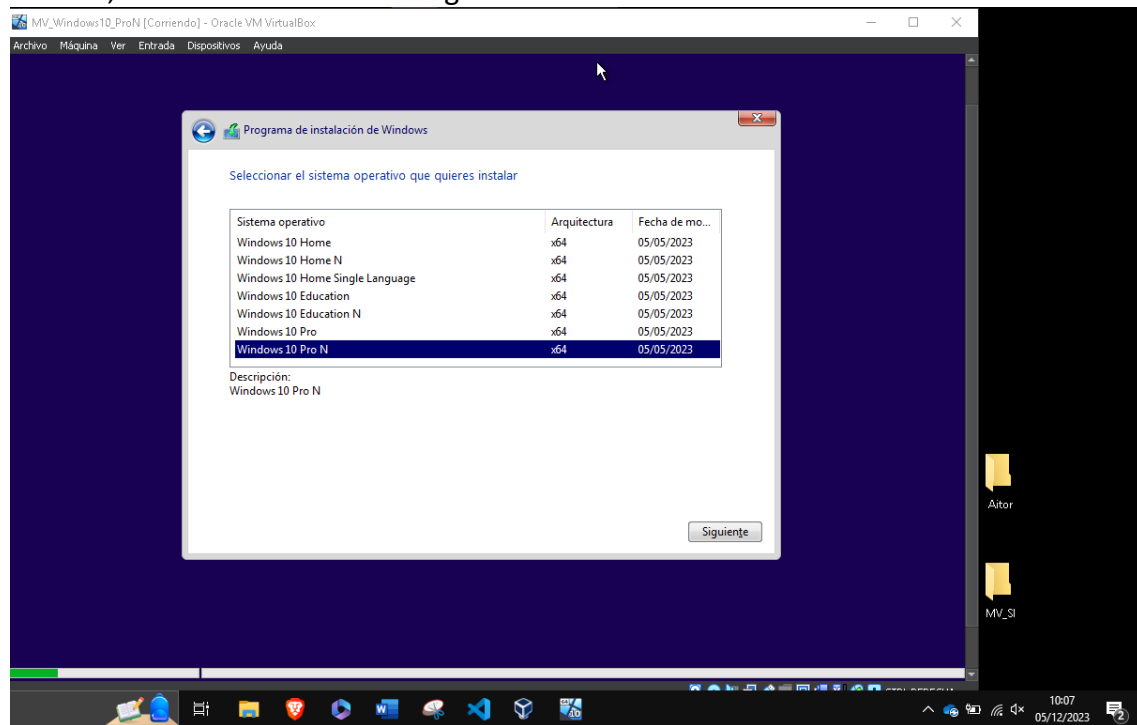 MV_Windows10_ProN [Corriendo] - Oracle VM VirtualBox
Archivo Máquina Ver Entrada Dispositivos Ayuda
Programa de instalación de Windows
Seleccionar el sistema operativo que quieres instalar
Sistema operativo Arquitectura Fecha de mo...
Windows 10 Home x64 05/05/2023
Windows 10 Home N x64 05/05/2023
Windows 10 Home Single Language x64 05/05/2023
Windows 10 Education x64 05/05/2023
Windows 10 Education N x64 05/05/2023
Windows 10 Pro x64 05/05/2023
Windows 10 Pro N x64 05/05/2023
Descripción:
Windows 10 Pro N
Siguiente
Aitor
MV_SI
10:07
05/12/2023
2